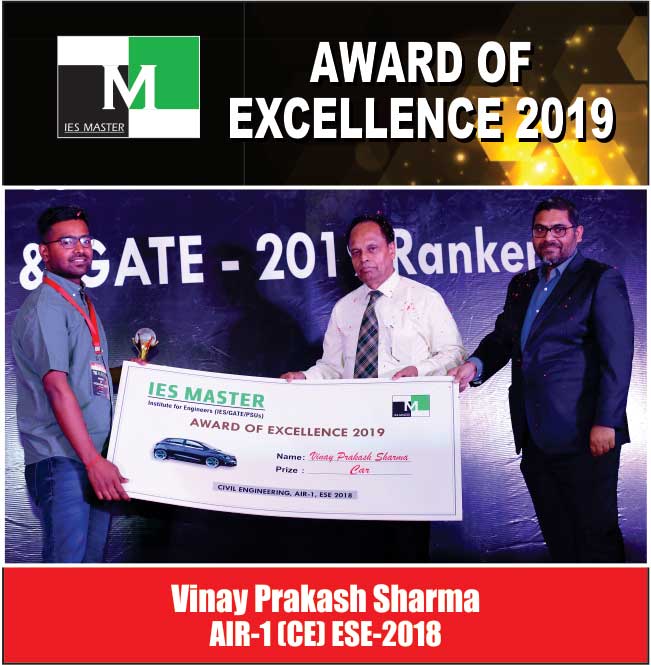 M
IES MASTER
AWARD OF
EXCELLENCE 2019
& GATE - 201 Ranker
IES MASTER
Institute for Engineers (IES/GATE/PSUs)
M
IES MASTER
AWARD OF EXCELLENCE 2019
Name: Vinay Prakash Sharma
Prize : Car
CIVIL ENGINEERING, AIR-1, ESE 2018
Vinay Prakash Sharma
AIR-1 (CE) ESE-2018